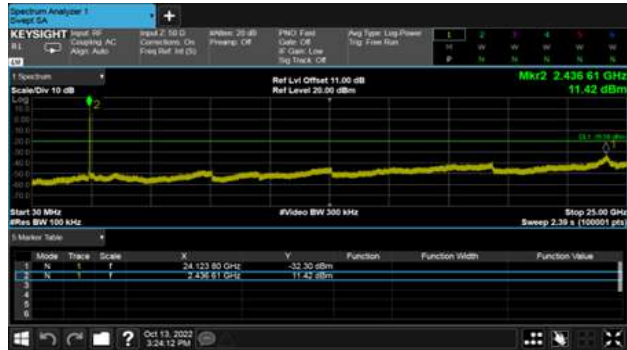 Spectrum Analyzer 1
Swept SA
+
KEYSIGHT Input: RF Input Z: 50 Ω #Atten: 20 dB PNO: Fast Avg Type: Log-Power 1 2 3 4 5 6
RL Coupling: AC Corrections: On Preamp: Off Gate: Off Trig: Free Run M W W W W W
Align: Auto Freq Ref: Int (S) IF Gain: Low P N N N N N
Sig Track: Off
1 Spectrum
Scale/Div 10 dB
Ref Lvl Offset 11.00 dB
Ref Level 20.00 dBm
Mkr2 2.436 61 GHz
11.42 dBm
Log
10.0
0.00
-10.0
-20.0
-30.0
-40.0
-50.0
-60.0
-70.0
2
1
Start 30 MHz
#Res BW 100 kHz
#Video BW 300 kHz
Stop 25.00 GHz
Sweep 2.39 s (100001 pts)
5 Marker Table
Mode Trace Scale X Y Function Function Width Function Value
1 N 1 f 24.123 80 GHz -32.30 dBm
2 N 1 f 2.436 61 GHz 11.42 dBm
3
4
5
6
?
Oct 13, 2022
3:24:12 PM